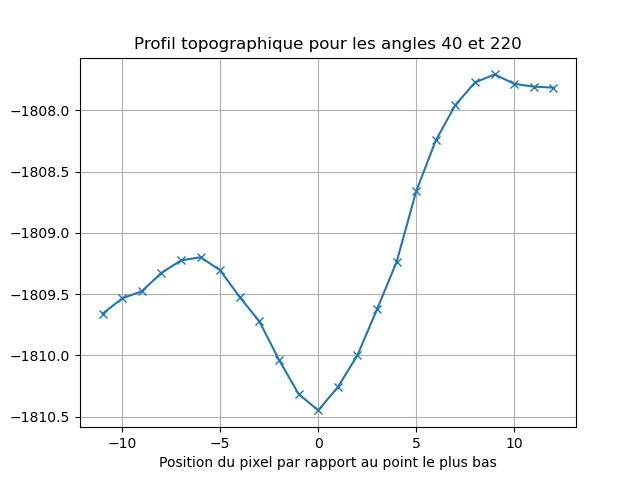 Profil topographique pour les angles 40 et 220
−1808.0
−1808.5
−1809.0
−1809.5
−1810.0
−1810.5
−10 −5 0 5 10
Position du pixel par rapport au point le plus bas